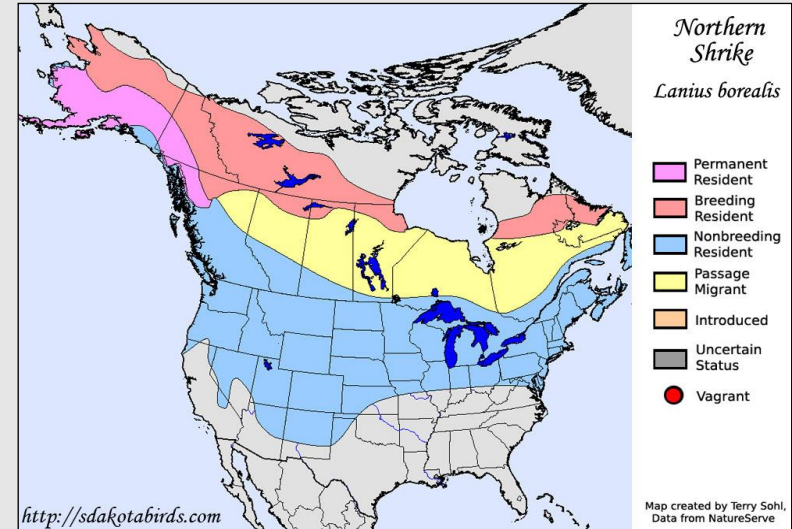 Northern
Shrike
Lanius borealis
Permanent
Resident
Breeding
Resident
Nonbreeding
Resident
Passage
Migrant
Introduced
Uncertain
Status
Vagrant
http://sdakotabirds.com
Map created by Terry Sohl,
Data from NatureServe